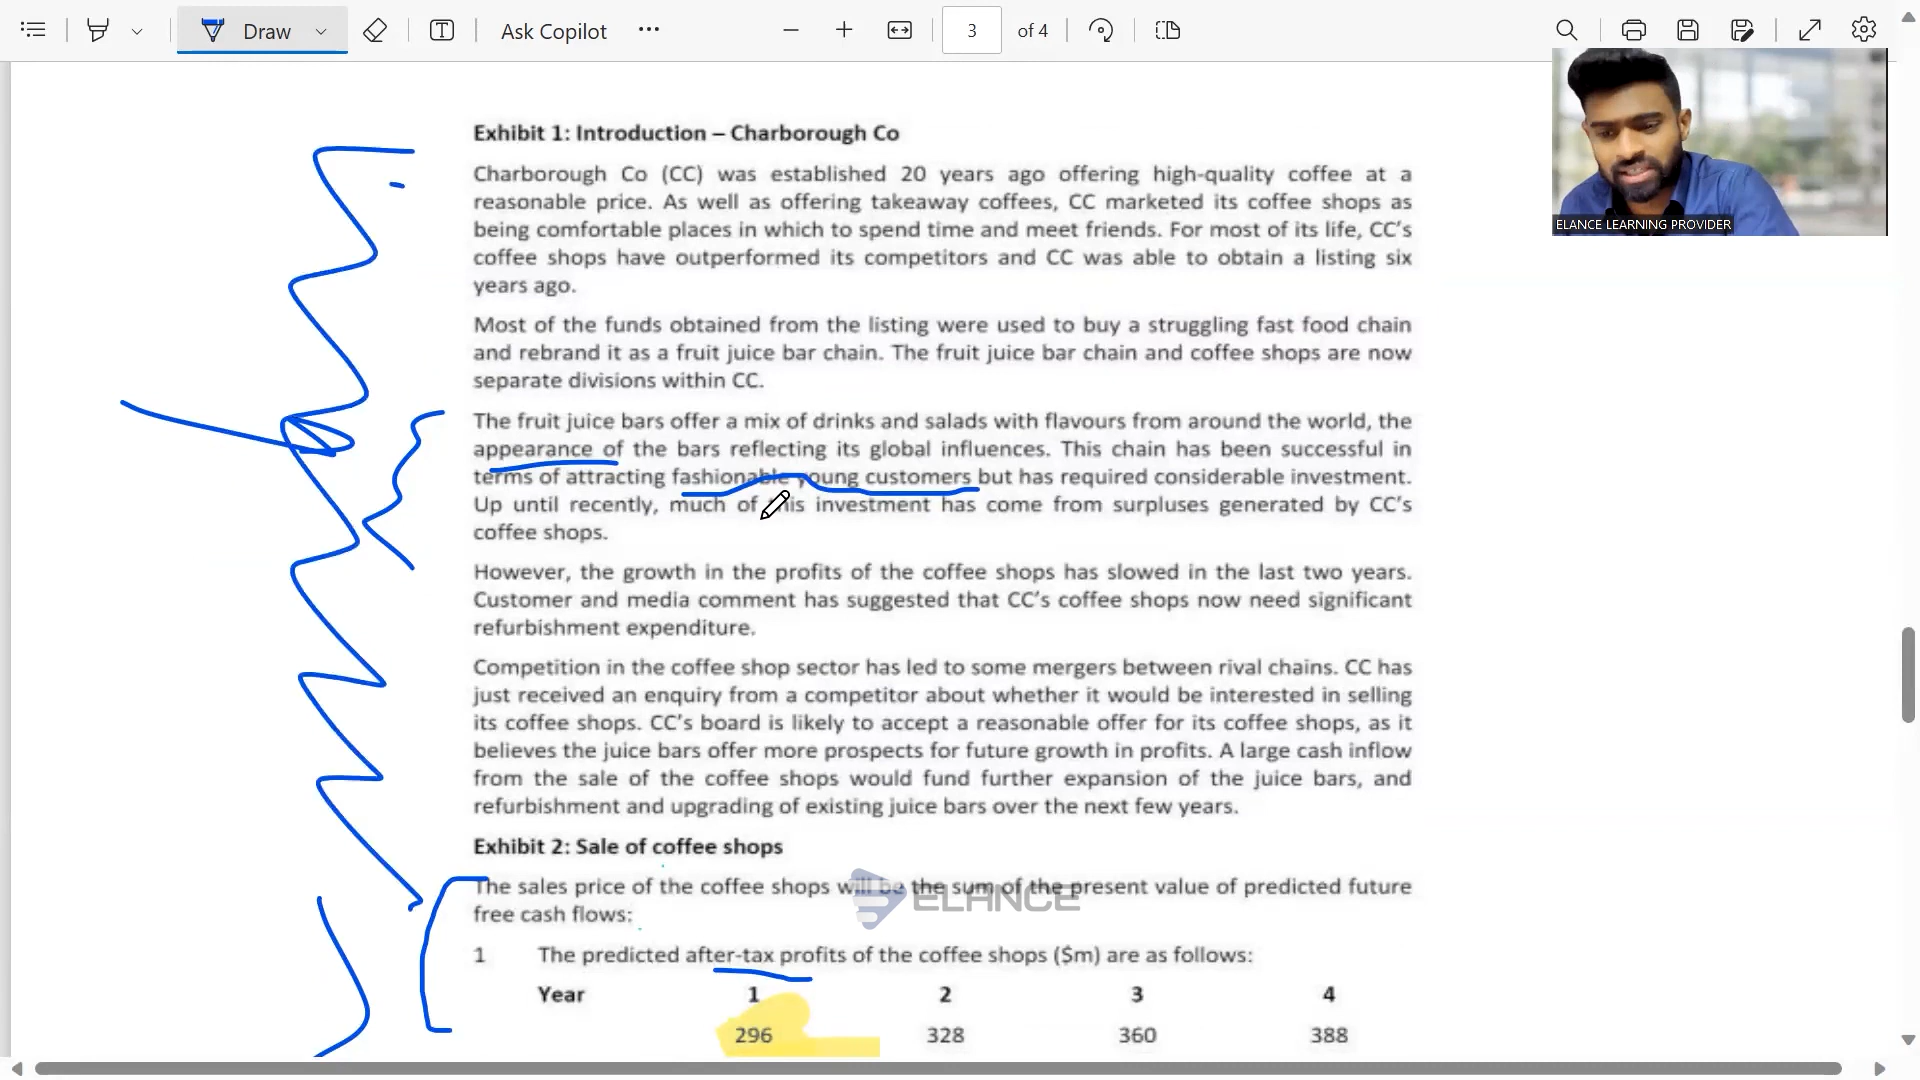 Draw
Ask Copilot
3 of 4
ELANCE LEARNING PROVIDER
Exhibit 1: Introduction – Charborough Co
Charborough Co (CC) was established 20 years ago offering high-quality coffee at a
reasonable price. As well as offering takeaway coffees, CC marketed its coffee shops as
being comfortable places in which to spend time and meet friends. For most of its life, CC's
coffee shops have outperformed its competitors and CC was able to obtain a listing six
years ago.
Most of the funds obtained from the listing were used to buy a struggling fast food chain
and rebrand it as a fruit juice bar chain. The fruit juice bar chain and coffee shops are now
separate divisions within CC.
The fruit juice bars offer a mix of drinks and salads with flavours from around the world, the
appearance of the bars reflecting its global influences. This chain has been successful in
terms of attracting fashionable young customers but has required considerable investment.
Up until recently, much of this investment has come from surpluses generated by CC's
coffee shops.
However, the growth in the profits of the coffee shops has slowed in the last two years.
Customer and media comment has suggested that CC's coffee shops now need significant
refurbishment expenditure.
Competition in the coffee shop sector has led to some mergers between rival chains. CC has
just received an enquiry from a competitor about whether it would be interested in selling
its coffee shops. CC's board is likely to accept a reasonable offer for its coffee shops, as it
believes the juice bars offer more prospects for future growth in profits. A large cash inflow
from the sale of the coffee shops would fund further expansion of the juice bars, and
refurbishment and upgrading of existing juice bars over the next few years.
Exhibit 2: Sale of coffee shops
The sales price of the coffee shops will be the sum of the present value of predicted future
free cash flows:
ELANCE
1 The predicted after-tax profits of the coffee shops ($m) are as follows:
Year 1 2 3 4
296 328 360 388